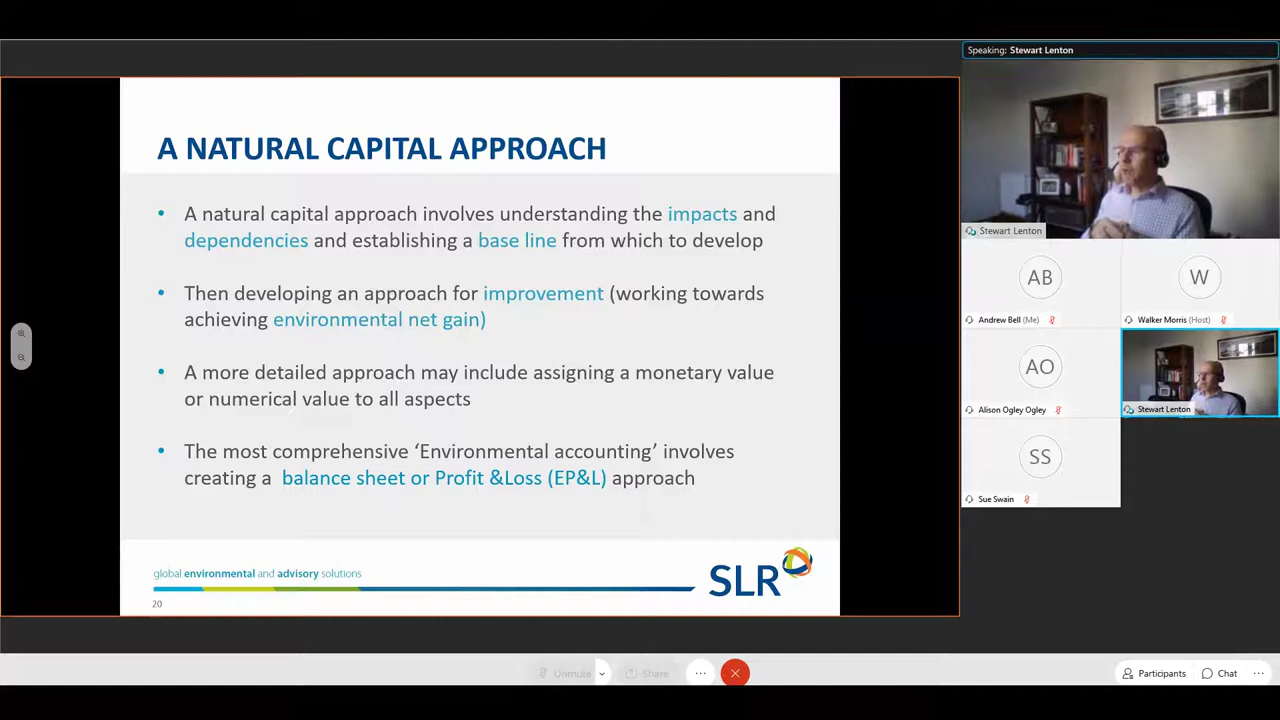 Speaking: Stewart Lenton
A NATURAL CAPITAL APPROACH
• A natural capital approach involves understanding the impacts and
dependencies and establishing a base line from which to develop
• Then developing an approach for improvement (working towards
achieving environmental net gain)
• A more detailed approach may include assigning a monetary value
or numerical value to all aspects
• The most comprehensive ‘Environmental accounting’ involves
creating a balance sheet or Profit &Loss (EP&L) approach
global environmental and advisory solutions
SLR
20
Stewart Lenton
AB
Andrew Bell (Me)
W
Walker Morris (Host)
AO
Alison Ogley Ogley
Stewart Lenton
SS
Sue Swain
Unmute
Share
Participants
Chat